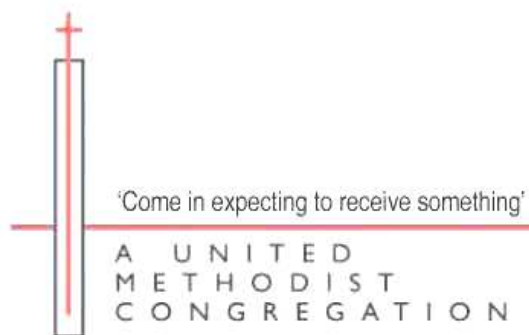 'Come in expecting to receive something'
A UNITED
METHODIST
CONGREGATION